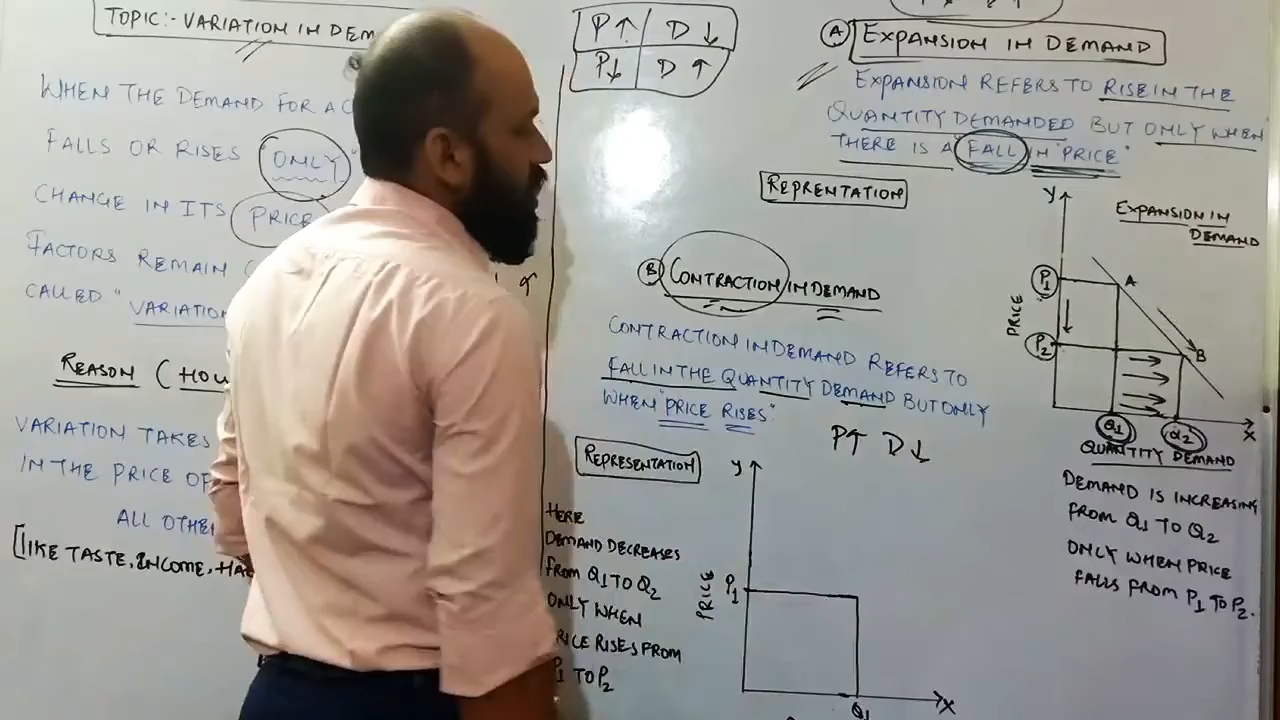 TOPIC:- VARIATION IN DEM
WHEN THE DEMAND FOR A C
FALLS OR RISES "ONLY"
CHANGE IN ITS PRICE
FACTORS REMAIN
CALLED "VARIATION
REASON (HOW
VARIATION TAKES
IN THE PRICE OF
ALL OTHE
[LIKE TASTE, INCOME, HA
P↑ D↓
P↓ D↑
(A) EXPANSION IN DEMAND
EXPANSION REFERS TO RISE IN THE
QUANTITY DEMANDED BUT ONLY WHEN
THERE IS A "FALL IN "PRICE"
REPRENTATION
Y
EXPANSION IN
DEMAND
P1
A
PRICE
P2
B
Q1 Q2
X
QUANTITY DEMAND
DEMAND IS INCREASING
FROM Q1 TO Q2
ONLY WHEN PRICE
FALLS FROM P1 TO P2.
(B) CONTRACTION IN DEMAND
CONTRACTION IN DEMAND REFERS TO
FALL IN THE QUANTITY DEMAND BUT ONLY
WHEN "PRICE RISES"
P↑ D↓
REPRESENTATION
Y
HERE
DEMAND DECREASES
FROM Q1 TO Q2
ONLY WHEN
RICE RISES FROM
P1 TO P2
PRICE
P1
Q1
X